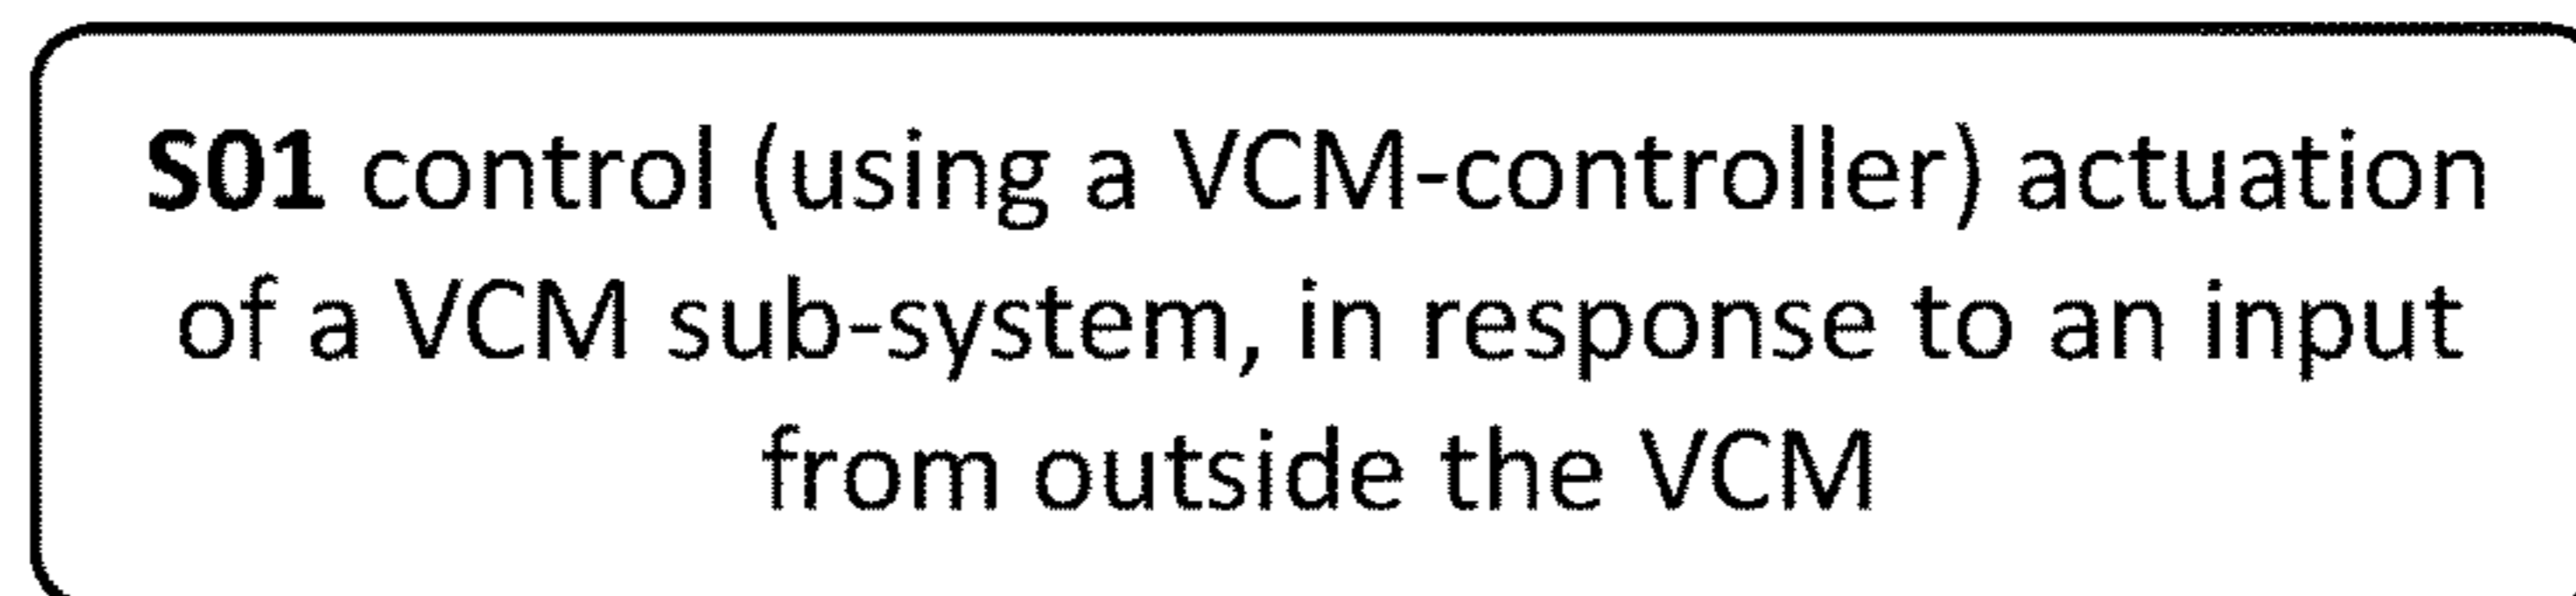 S01 control (using a VCM-controller) actuation
of a VCM sub-system, in response to an input
from outside the VCM